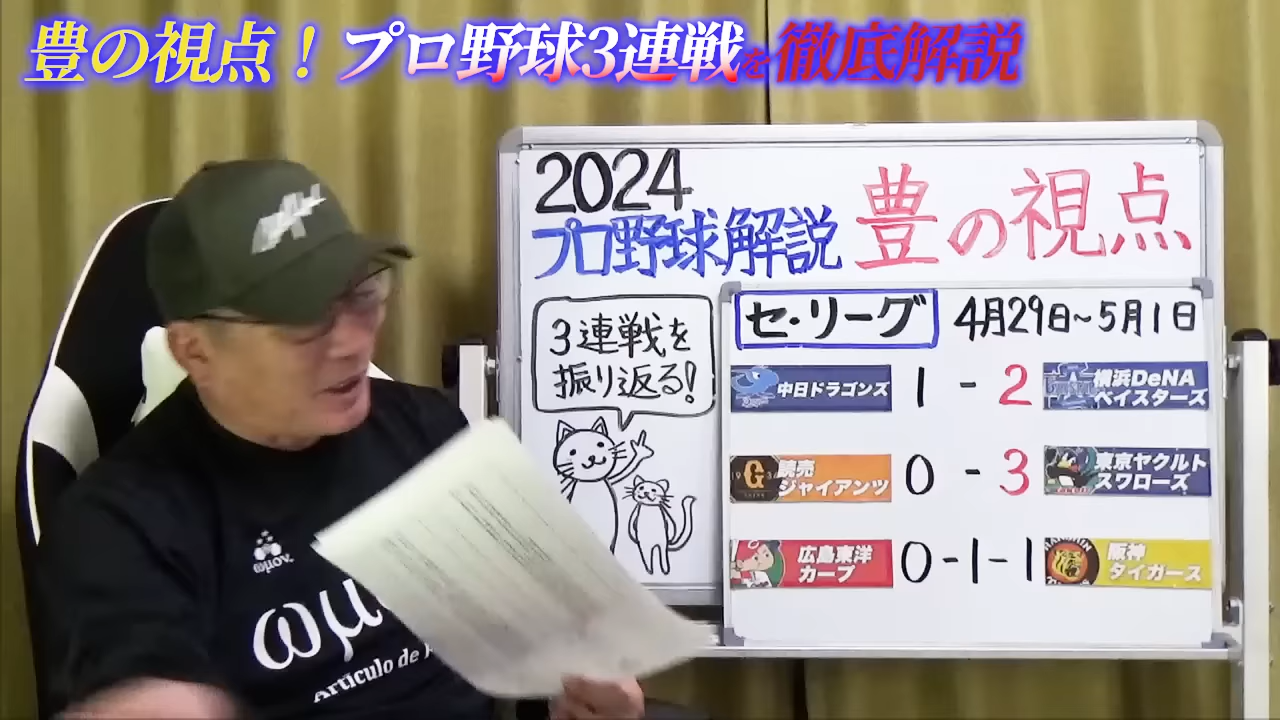 豊の視点！プロ野球3連戦を徹底解説
2024
プロ野球解説 豊の視点
3連戦を
振り返る!
セ・リーグ 4月29日~5月1日
中日ドラゴンズ 1 - 2 横浜DeNA
ベイスターズ
読売
ジャイアンツ 0 - 3 東京ヤクルト
スワローズ
広島東洋
カープ 0-1-1 阪神
タイガース
ωμον.
ωμ
artículo de